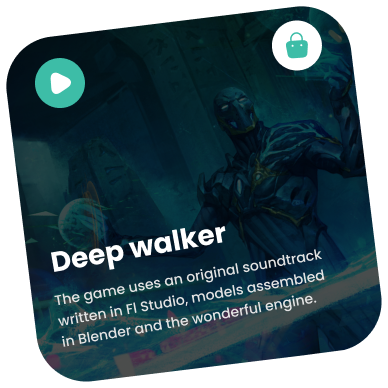 Deep walker
The game uses an original soundtrack
written in Fl Studio, models assembled
in Blender and the wonderful engine.